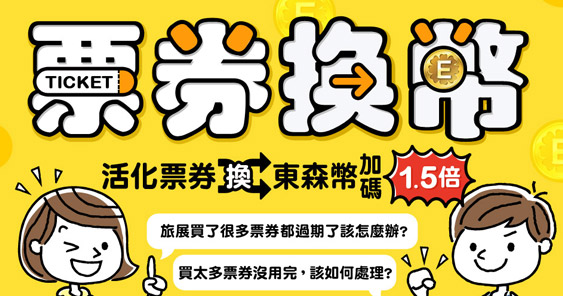 票券換幣
TICKET
E
活化票券換東森幣加碼1.5倍
旅展買了很多票券都過期了該怎麼辦?
買太多票券沒用完，該如何處理?